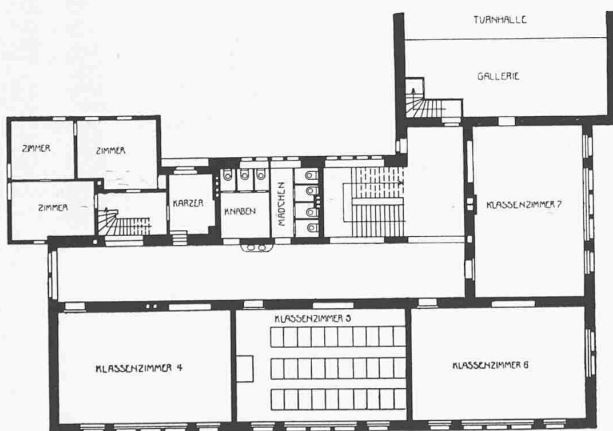 TURNHALLE
GALLERIE
ZIMMER
ZIMMER
ZIMMER
KARZER
KNABEN
MÄDCHEN
KLASSENZIMMER 7
KLASSENZIMMER 4
KLASSENZIMMER 5
KLASSENZIMMER 6